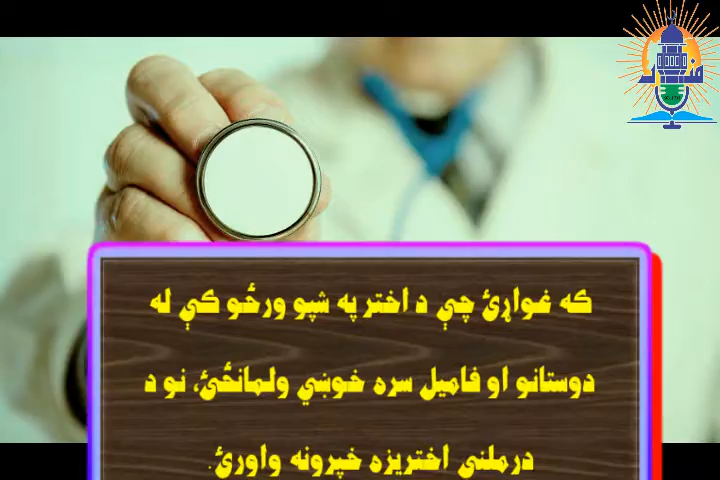 که غواړئ چې د اختر په شپو ورځو کې له
دوستانو او فامیل سره خوښي ولمانځئ، نو د
درملنې اختریزه خپرونه واورئ.